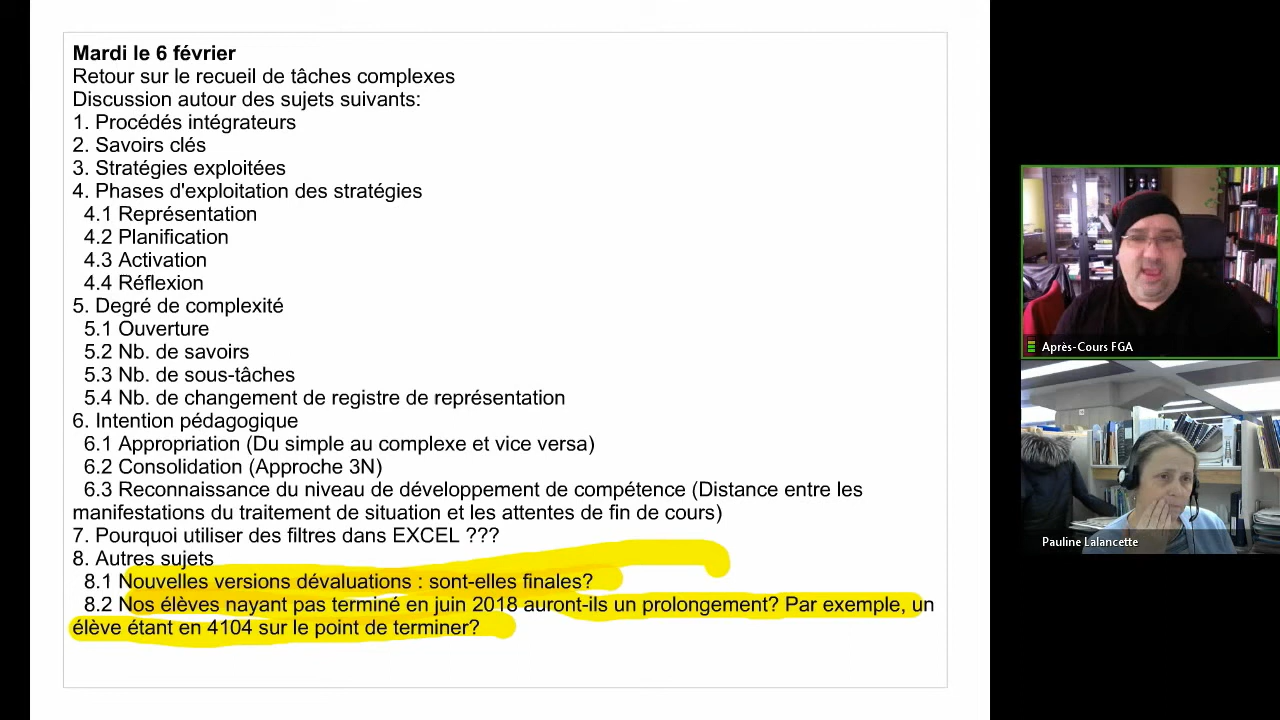 Mardi le 6 février
Retour sur le recueil de tâches complexes
Discussion autour des sujets suivants:
1. Procédés intégrateurs
2. Savoirs clés
3. Stratégies exploitées
4. Phases d'exploitation des stratégies
4.1 Représentation
4.2 Planification
4.3 Activation
4.4 Réflexion
5. Degré de complexité
5.1 Ouverture
5.2 Nb. de savoirs
5.3 Nb. de sous-tâches
5.4 Nb. de changement de registre de représentation
6. Intention pédagogique
6.1 Appropriation (Du simple au complexe et vice versa)
6.2 Consolidation (Approche 3N)
6.3 Reconnaissance du niveau de développement de compétence (Distance entre les
manifestations du traitement de situation et les attentes de fin de cours)
7. Pourquoi utiliser des filtres dans EXCEL ???
8. Autres sujets
8.1 Nouvelles versions dévaluations : sont-elles finales?
8.2 Nos élèves nayant pas terminé en juin 2018 auront-ils un prolongement? Par exemple, un
élève étant en 4104 sur le point de terminer?
Après-Cours FGA
Pauline Lalancette